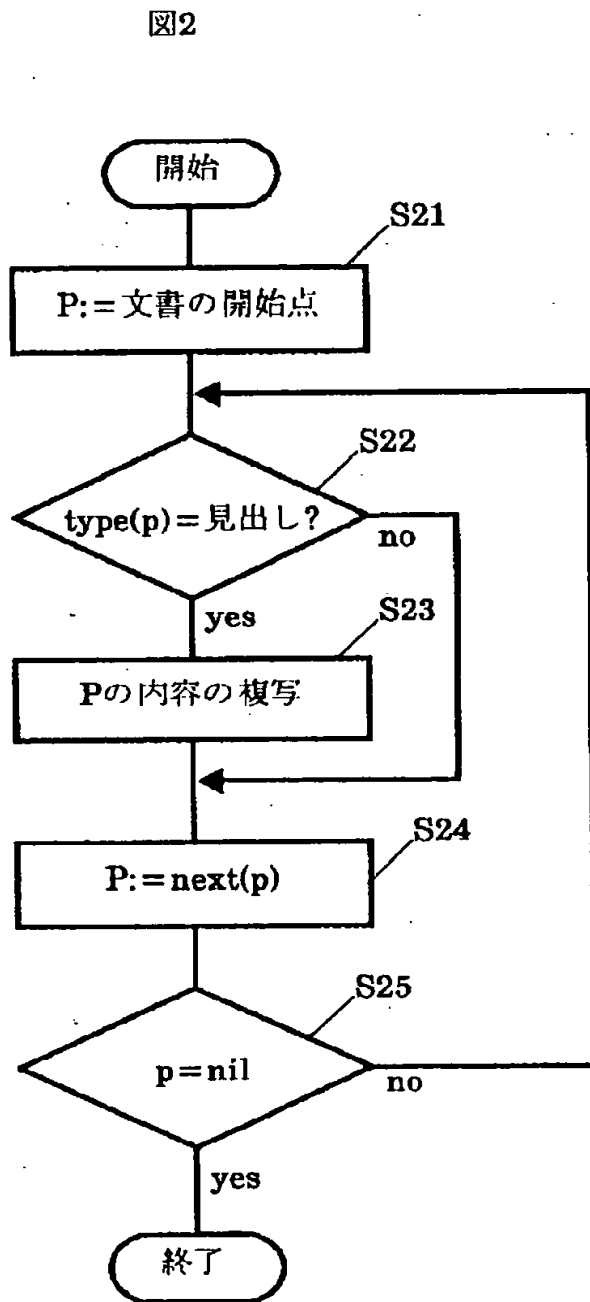 図2
開始
S21
P:=文書の開始点
S22
type(p)=見出し?
no
yes
S23
Pの内容の複写
S24
P:=next(p)
S25
p=nil
no
yes
終了